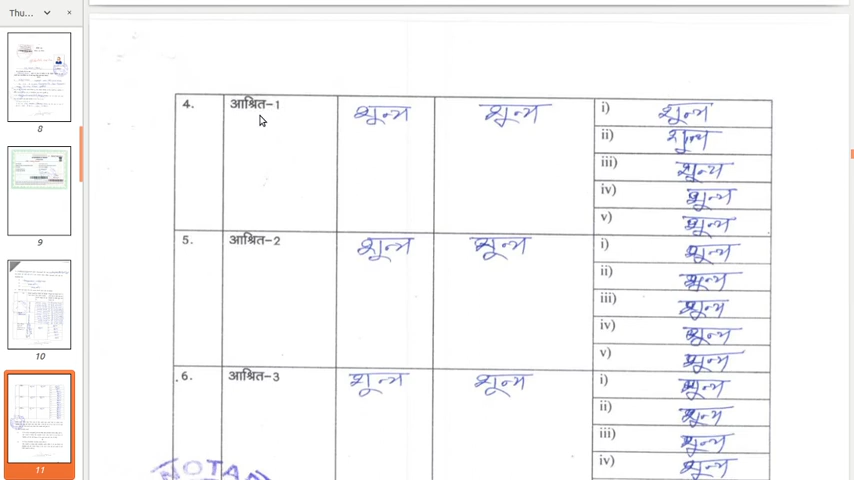 Thu...
8
9
10
11
4. आश्रित-1 शून्य शून्य i) शून्य
ii) शून्य
iii) शून्य
iv) शून्य
v) शून्य
5. आश्रित-2 शून्य शून्य i) शून्य
ii) शून्य
iii) शून्य
iv) शून्य
v) शून्य
6. आश्रित-3 शून्य शून्य i) शून्य
ii) शून्य
iii) शून्य
iv) शून्य
NOTAR